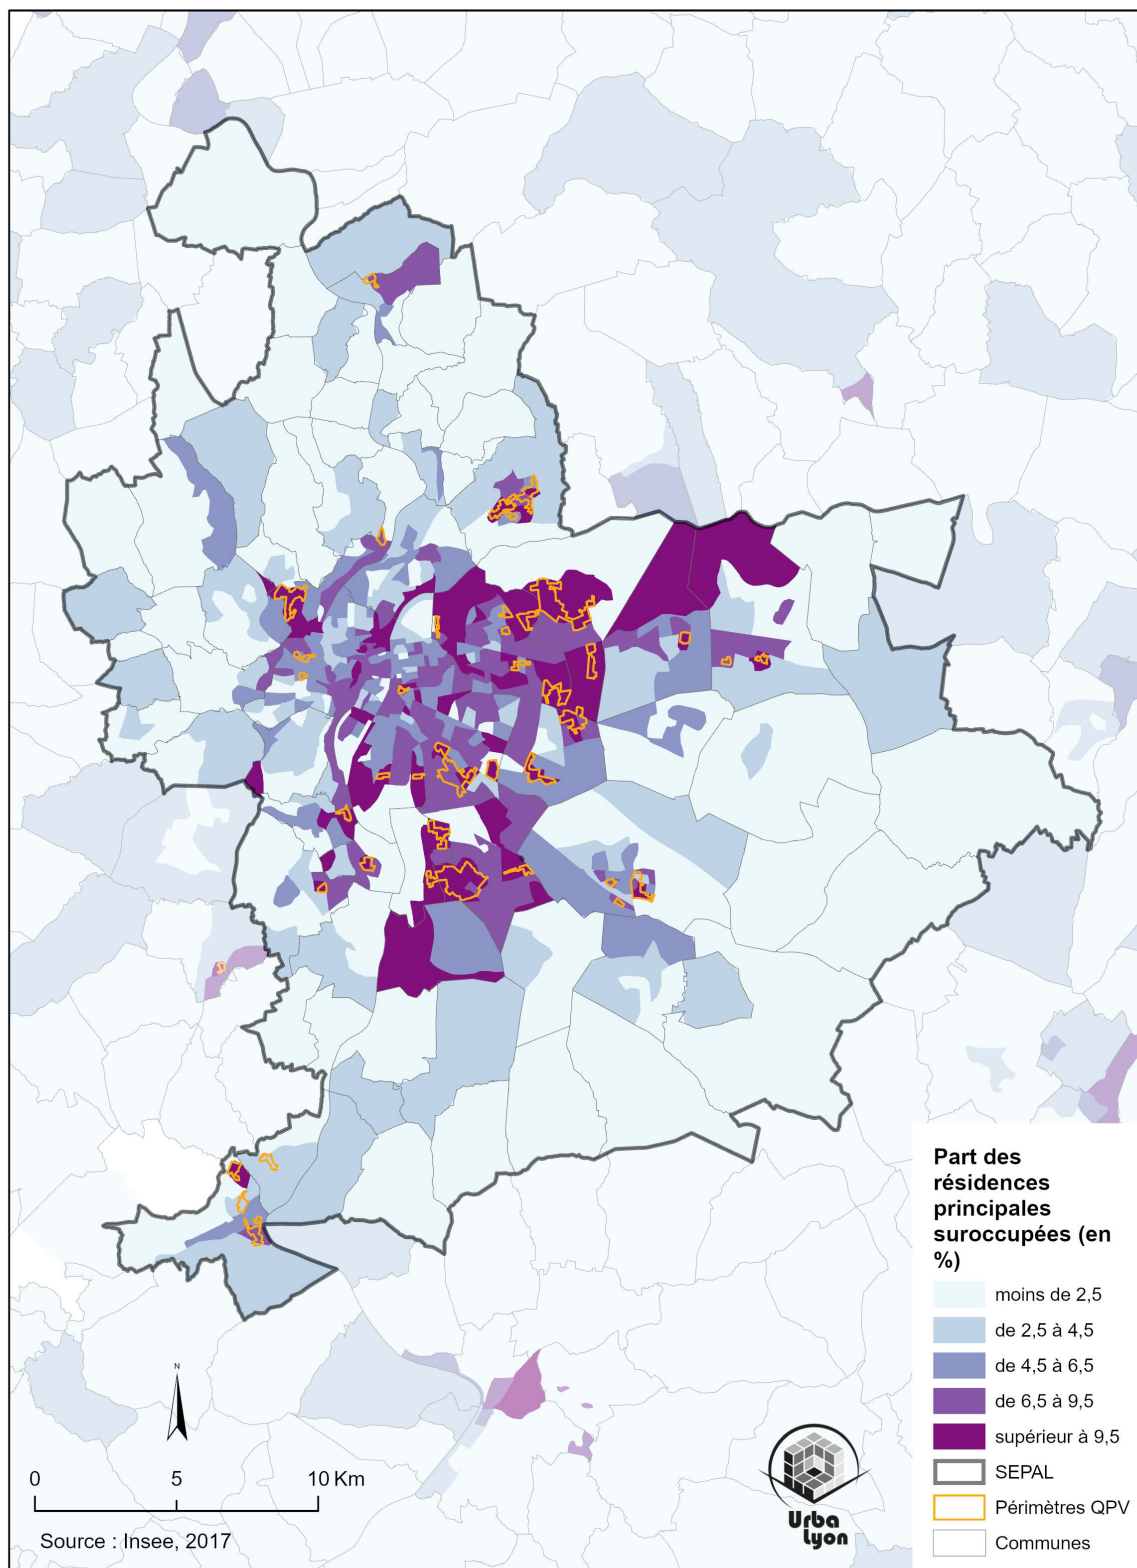 Part des
résidences
principales
suroccupées (en
%)
moins de 2,5
de 2,5 à 4,5
de 4,5 à 6,5
de 6,5 à 9,5
supérieur à 9,5
SEPAL
Périmètres QPV
Communes
N
0 5 10 Km
Source : Insee, 2017
Urba
Lyon